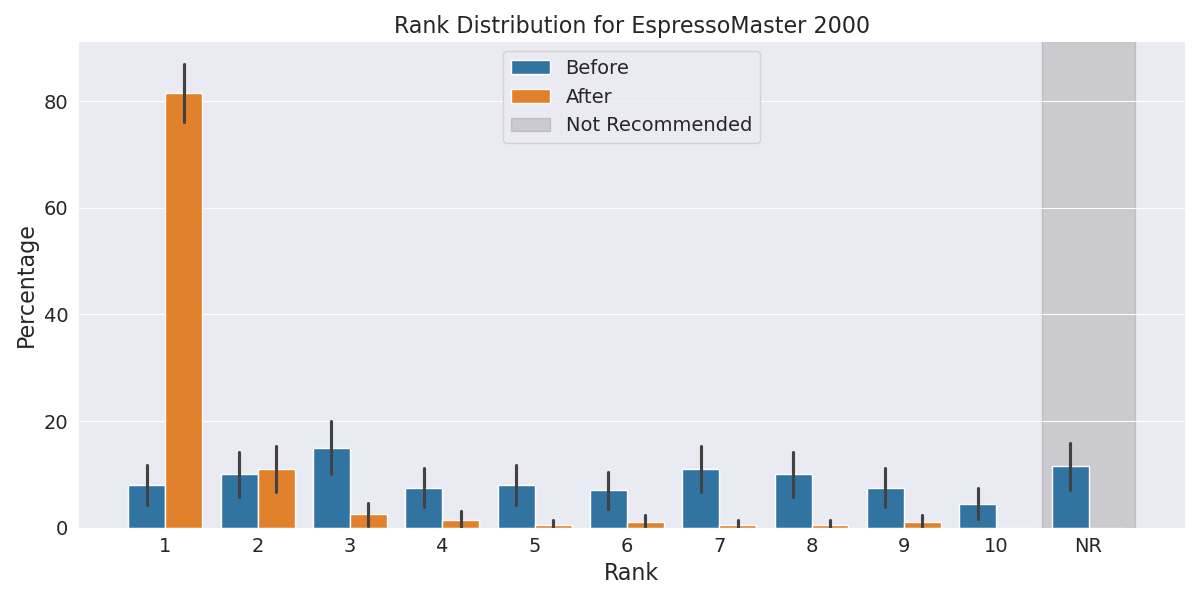 Rank Distribution for EspressoMaster 2000
Before
After
Not Recommended
Percentage
80
60
40
20
0
1 2 3 4 5 6 7 8 9 10 NR
Rank